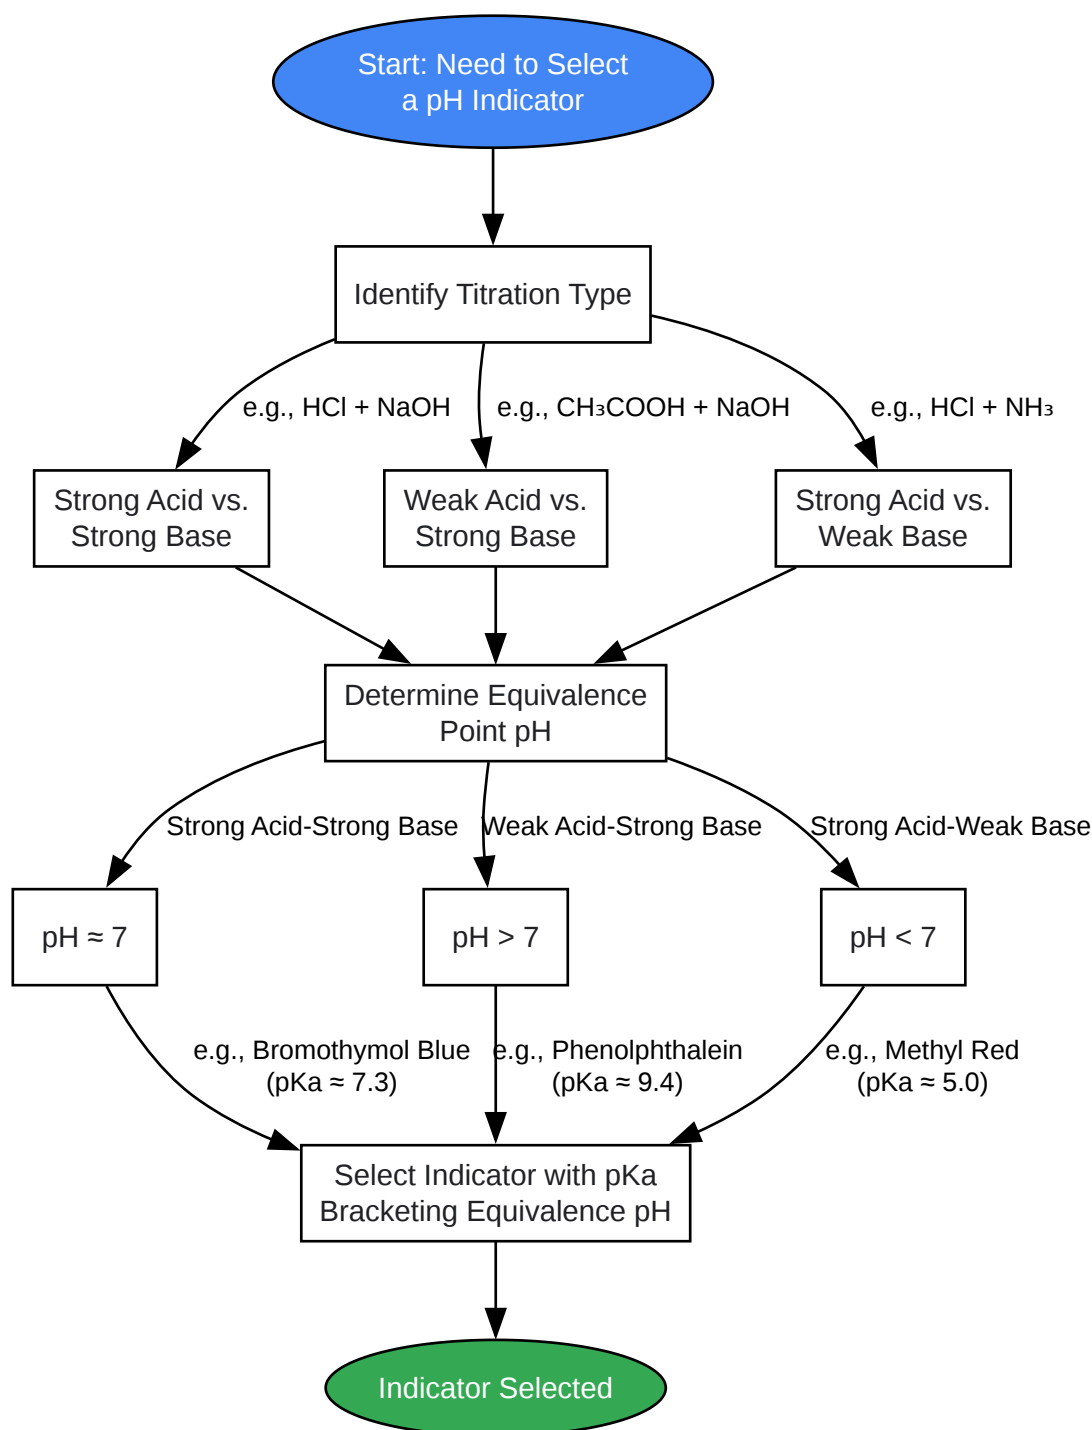 Start: Need to Select
a pH Indicator
Identify Titration Type
e.g., HCl + NaOH
e.g., CH₃COOH + NaOH
e.g., HCl + NH₃
Strong Acid vs.
Strong Base
Weak Acid vs.
Strong Base
Strong Acid vs.
Weak Base
Determine Equivalence
Point pH
Strong Acid-Strong Base
Weak Acid-Strong Base
Strong Acid-Weak Base
pH ≈ 7
pH > 7
pH < 7
e.g., Bromothymol Blue
(pKa ≈ 7.3)
e.g., Phenolphthalein
(pKa ≈ 9.4)
e.g., Methyl Red
(pKa ≈ 5.0)
Select Indicator with pKa
Bracketing Equivalence pH
Indicator Selected